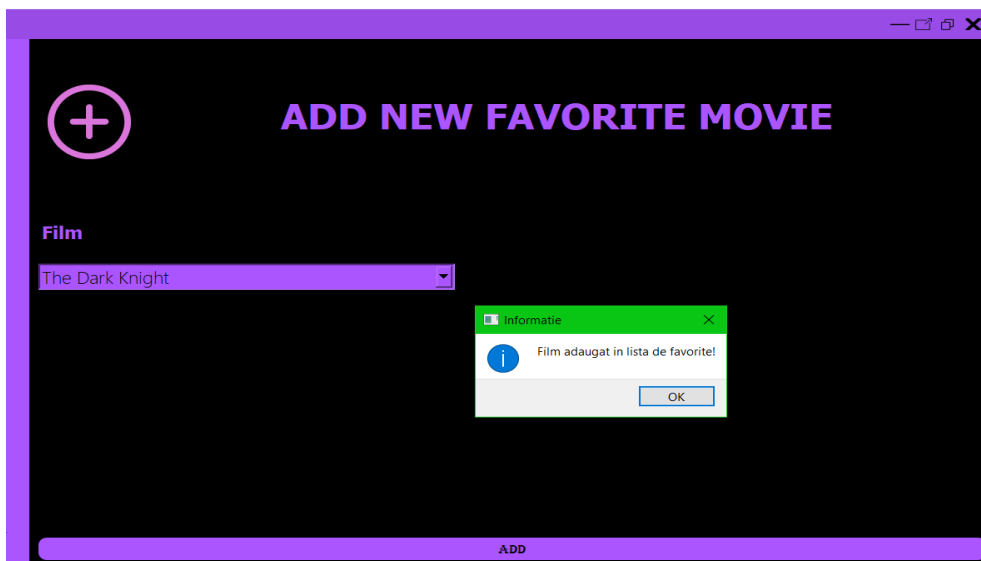 ADD NEW FAVORITE MOVIE
Film
The Dark Knight
Informatie
Film adaugat in lista de favorite!
OK
ADD